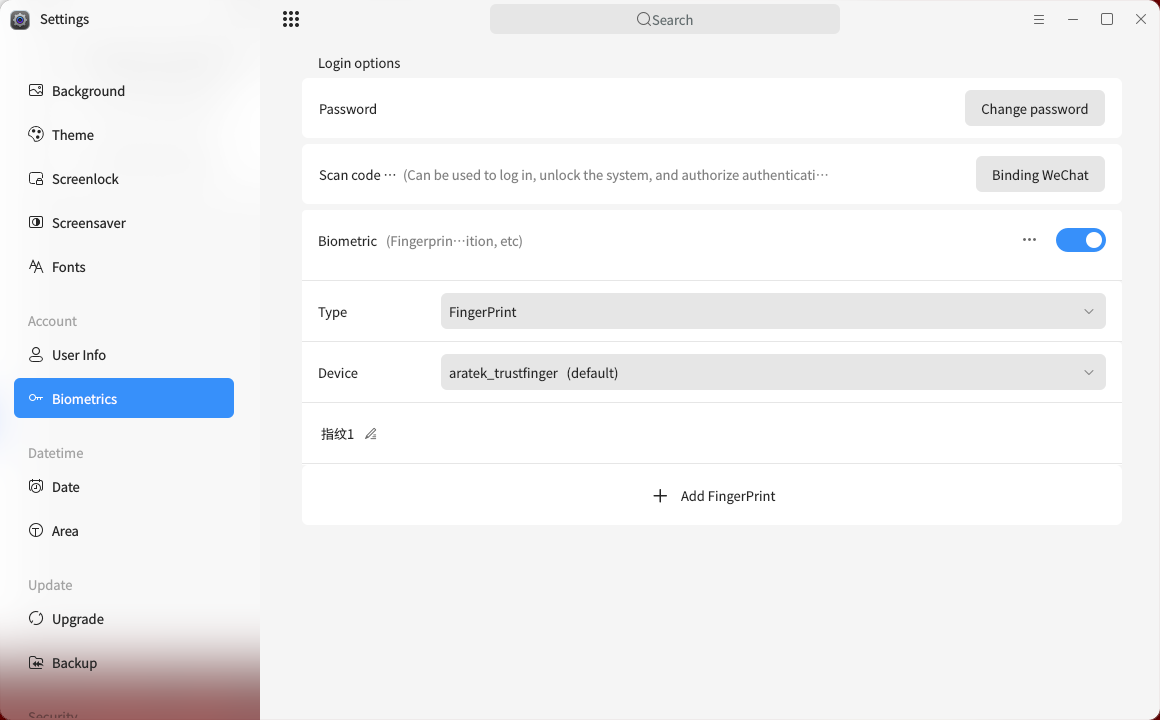 Settings
Search
Background
Theme
Screenlock
Screensaver
Fonts
Account
User Info
Biometrics
Datetime
Date
Area
Update
Upgrade
Backup
Security
Login options
Password
Change password
Scan code ··· (Can be used to log in, unlock the system, and authorize authenticati···
Binding WeChat
Biometric (Fingerprin···ition, etc)
Type
FingerPrint
Device
aratek_trustfinger (default)
指纹1
Add FingerPrint